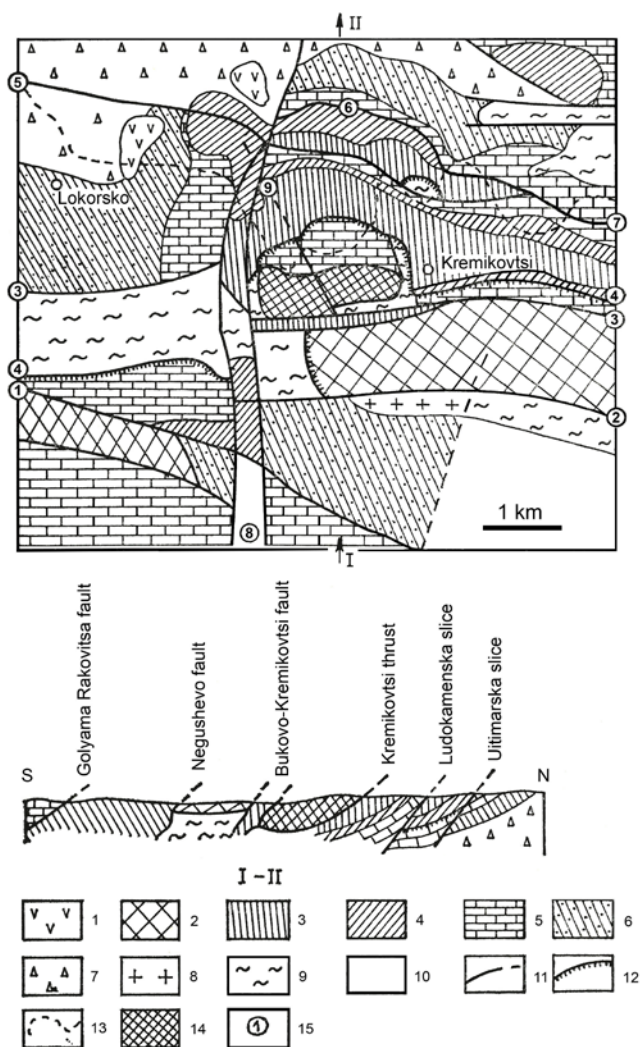 II
5
6
9
Lokorsko
7
Kremikovtsi
3
4
3
4
1
2
1 km
8
I
Golyama Rakovitsa fault
Negushevo fault
Bukovo-Kremikovtsi fault
Kremikovtsi thrust
Ludokamenska slice
Uitimarska slice
S
N
I - II
1
2
3
4
5
6
7
8
9
10
11
12
13
14
1 15